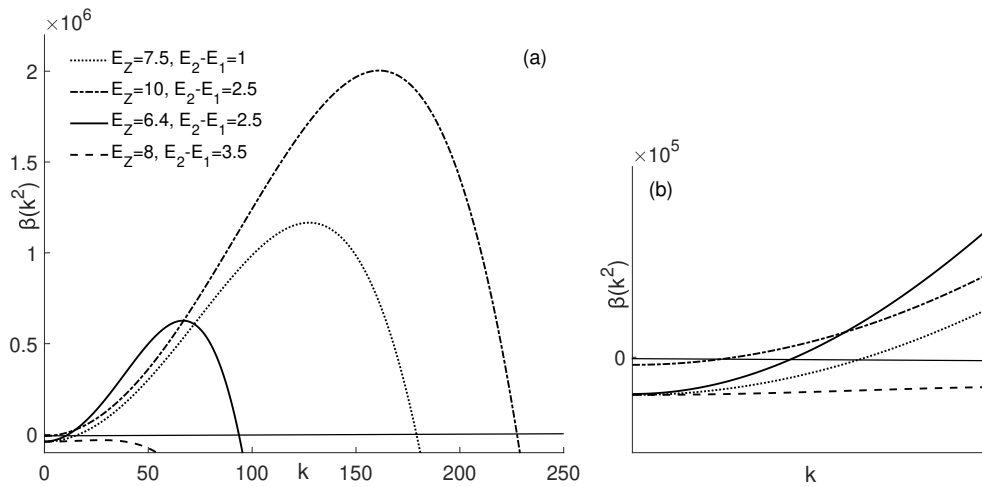 ×10⁶
(a)
E_Z=7.5, E_2-E_1=1
E_Z=10, E_2-E_1=2.5
E_Z=6.4, E_2-E_1=2.5
E_Z=8, E_2-E_1=3.5
2
1.5
1
0.5
0
β(k²)
0
50
100
150
200
250
k
×10⁵
(b)
β(k²)
0
k